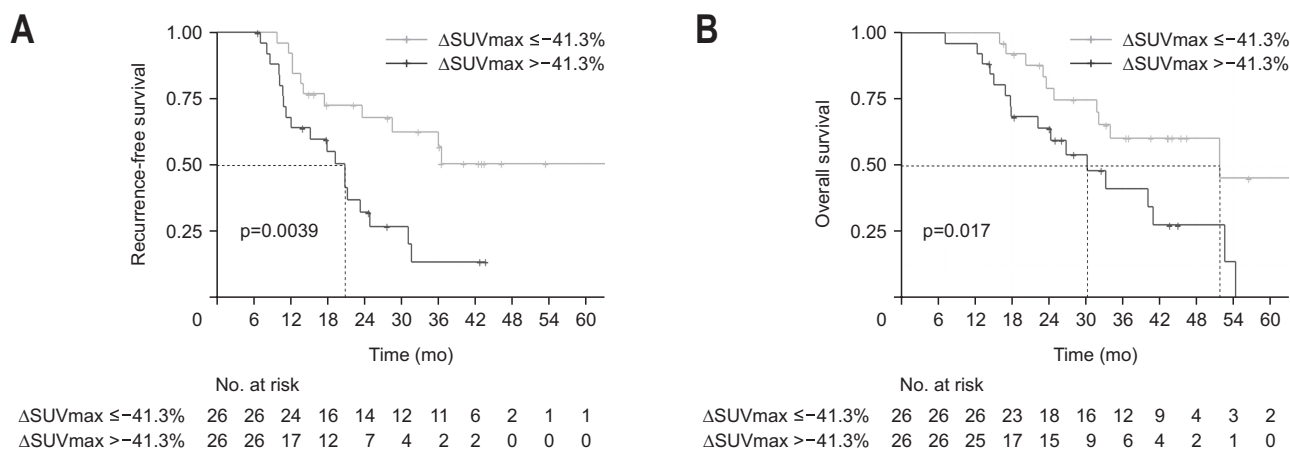 A
1.00
0.75
0.50
0.25
Recurrence-free survival
ΔSUVmax ≤−41.3%
ΔSUVmax >−41.3%
p=0.0039
0 6 12 18 24 30 36 42 48 54 60
Time (mo)
No. at risk
ΔSUVmax ≤−41.3% 26 26 24 16 14 12 11 6 2 1 1
ΔSUVmax >−41.3% 26 26 17 12 7 4 2 2 0 0 0
B
1.00
0.75
0.50
0.25
Overall survival
ΔSUVmax ≤−41.3%
ΔSUVmax >−41.3%
p=0.017
0 6 12 18 24 30 36 42 48 54 60
Time (mo)
No. at risk
ΔSUVmax ≤−41.3% 26 26 26 23 18 16 12 9 4 3 2
ΔSUVmax >−41.3% 26 26 25 17 15 9 6 4 2 1 0